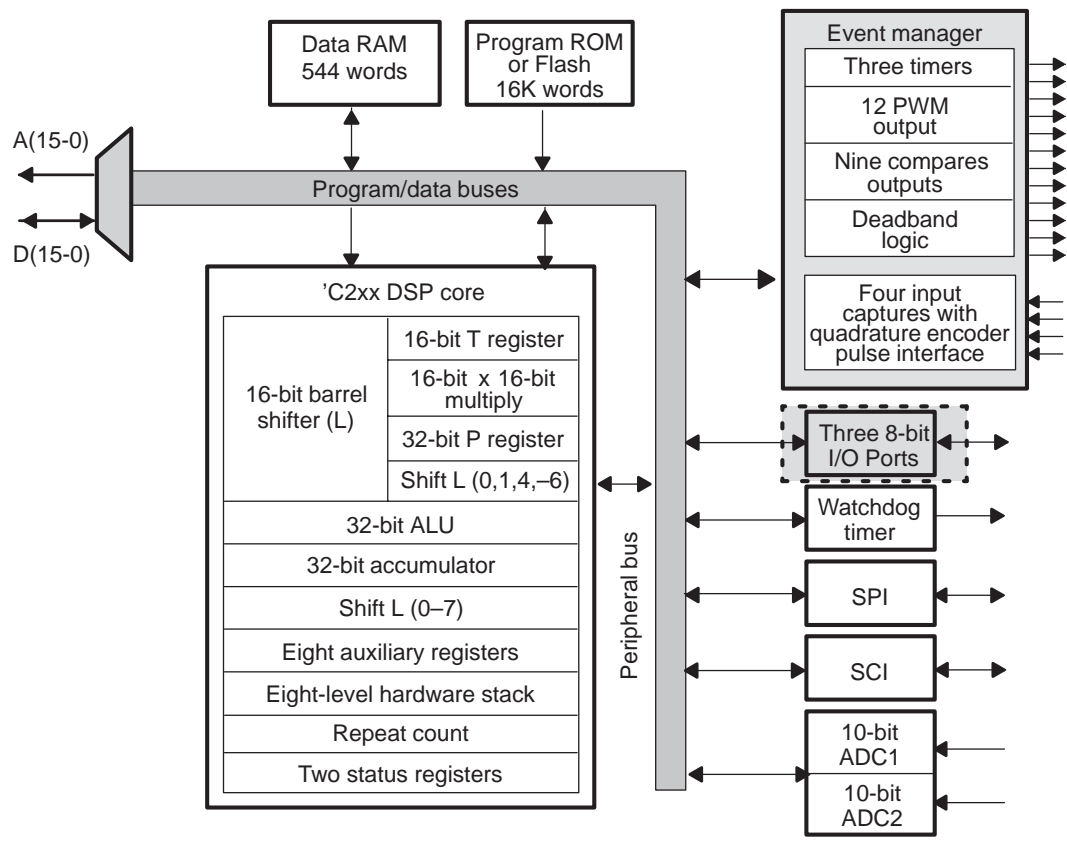 Data RAM
544 words
Program ROM
or Flash
16K words
Event manager
Three timers
12 PWM
output
Nine compares
outputs
Deadband
logic
Four input
captures with
quadrature encoder
pulse interface
A(15-0)
D(15-0)
Program/data buses
’C2xx DSP core
16-bit barrel
shifter (L)
16-bit T register
16-bit x 16-bit
multiply
32-bit P register
Shift L (0,1,4,–6)
32-bit ALU
32-bit accumulator
Shift L (0–7)
Eight auxiliary registers
Eight-level hardware stack
Repeat count
Two status registers
Peripheral bus
Three 8-bit
I/O Ports
Watchdog
timer
SPI
SCI
10-bit
ADC1
10-bit
ADC2